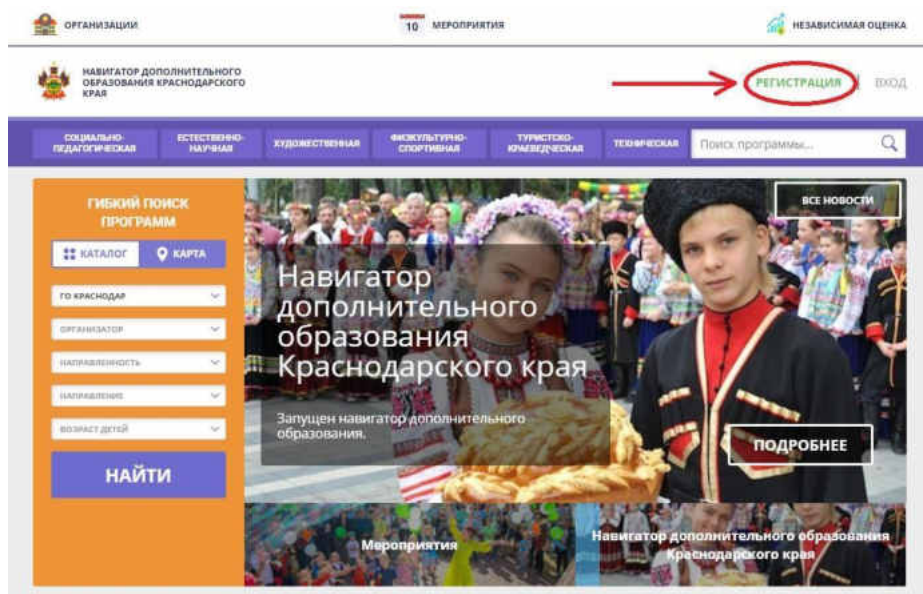 ОРГАНИЗАЦИИ
10 МЕРОПРИЯТИЯ
НЕЗАВИСИМАЯ ОЦЕНКА
НАВИГАТОР ДОПОЛНИТЕЛЬНОГО
ОБРАЗОВАНИЯ КРАСНОДАРСКОГО
КРАЯ
РЕГИСТРАЦИЯ
ВХОД
СОЦИАЛЬНО-
ПЕДАГОГИЧЕСКАЯ
ЕСТЕСТВЕННО-
НАУЧНАЯ
ХУДОЖЕСТВЕННАЯ
ФИЗКУЛЬТУРНО-
СПОРТИВНАЯ
ТУРИСТСКО-
КРАЕВЕДЧЕСКАЯ
ТЕХНИЧЕСКАЯ
Поиск программы...
ГИБКИЙ ПОИСК
ПРОГРАММ
КАТАЛОГ
КАРТА
ГО КРАСНОДАР
ОРГАНИЗАТОР
НАПРАВЛЕННОСТЬ
НАПРАВЛЕНИЕ
ВОЗРАСТ ДЕТЕЙ
НАЙТИ
ВСЕ НОВОСТИ
Навигатор
дополнительного
образования
Краснодарского края
Запущен навигатор дополнительного
образования.
ПОДРОБНЕЕ
Мероприятия
Навигатор дополнительного образования
Краснодарского края